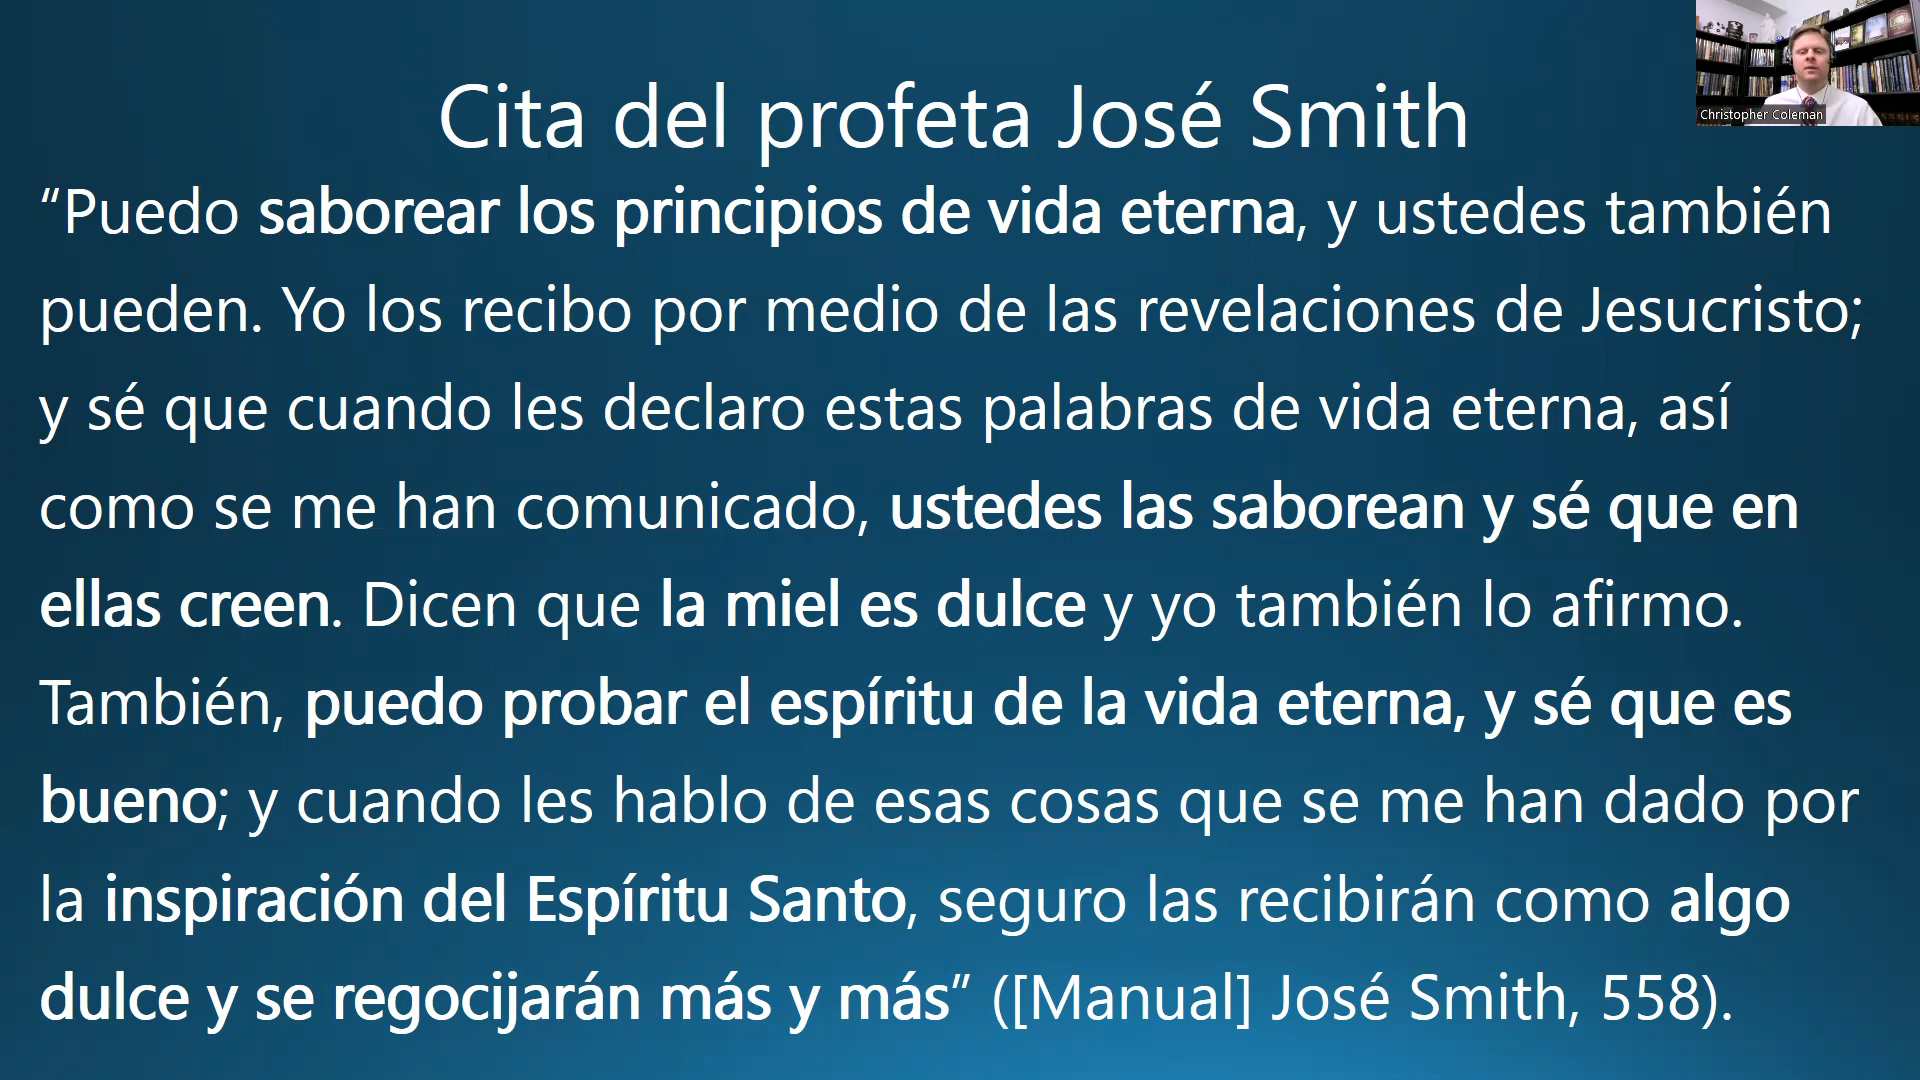 Christopher Coleman
Cita del profeta José Smith
“Puedo saborear los principios de vida eterna, y ustedes también
pueden. Yo los recibo por medio de las revelaciones de Jesucristo;
y sé que cuando les declaro estas palabras de vida eterna, así
como se me han comunicado, ustedes las saborean y sé que en
ellas creen. Dicen que la miel es dulce y yo también lo afirmo.
También, puedo probar el espíritu de la vida eterna, y sé que es
bueno; y cuando les hablo de esas cosas que se me han dado por
la inspiración del Espíritu Santo, seguro las recibirán como algo
dulce y se regocijarán más y más” ([Manual] José Smith, 558).